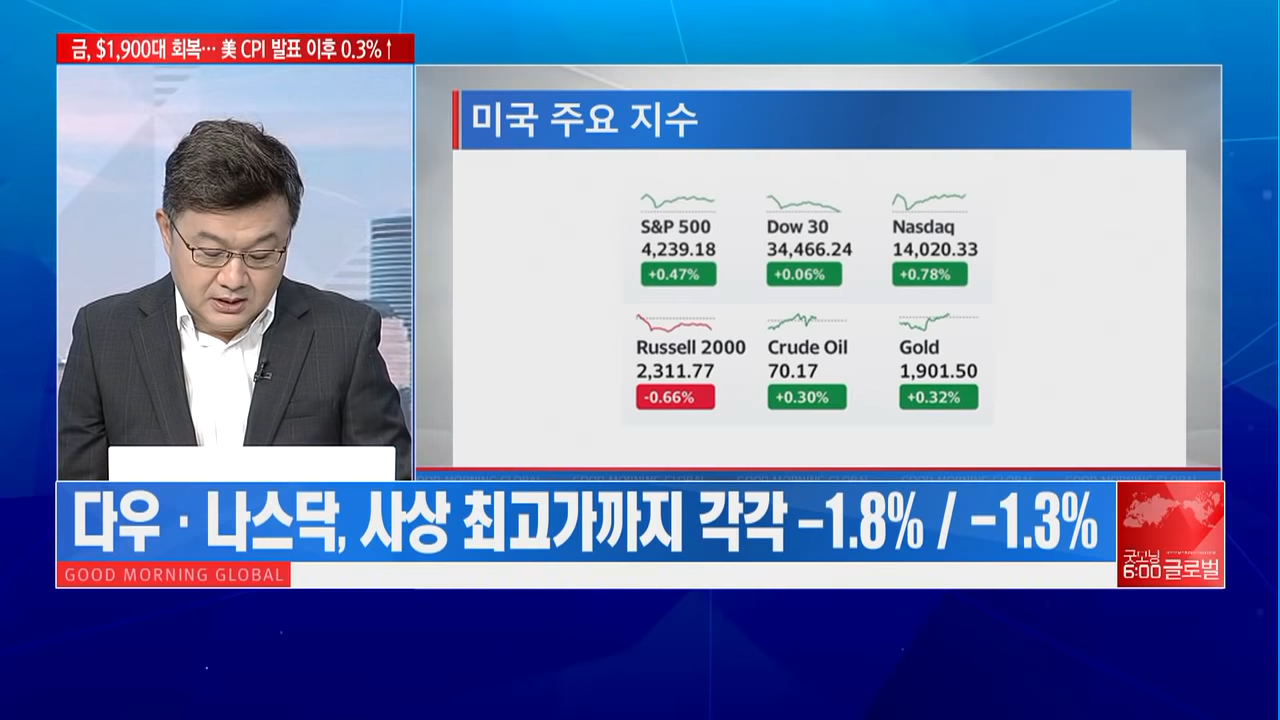 금, $1,900대 회복… 美 CPI 발표 이후 0.3%↑
미국 주요 지수
S&P 500
4,239.18
+0.47%
Dow 30
34,466.24
+0.06%
Nasdaq
14,020.33
+0.78%
Russell 2000
2,311.77
-0.66%
Crude Oil
70.17
+0.30%
Gold
1,901.50
+0.32%
다우·나스닥, 사상 최고가까지 각각 -1.8% / -1.3%
GOOD MORNING GLOBAL
굿모닝
6:00 글로벌